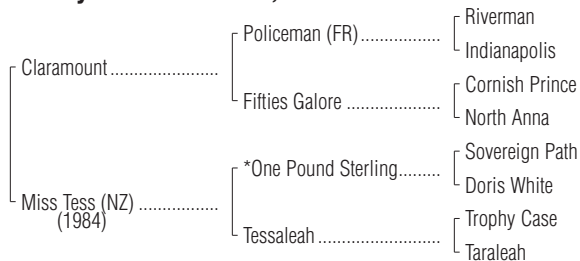 Riverman
Policeman (FR)....................
Indianapolis
Claramount...........................
Cornish Prince
Fifties Galore .......................
North Anna
Sovereign Path
*One Pound Sterling.........
Doris White
Miss Tess (NZ) ....................
(1984)
Trophy Case
Tessaleah ..............................
Taraleah